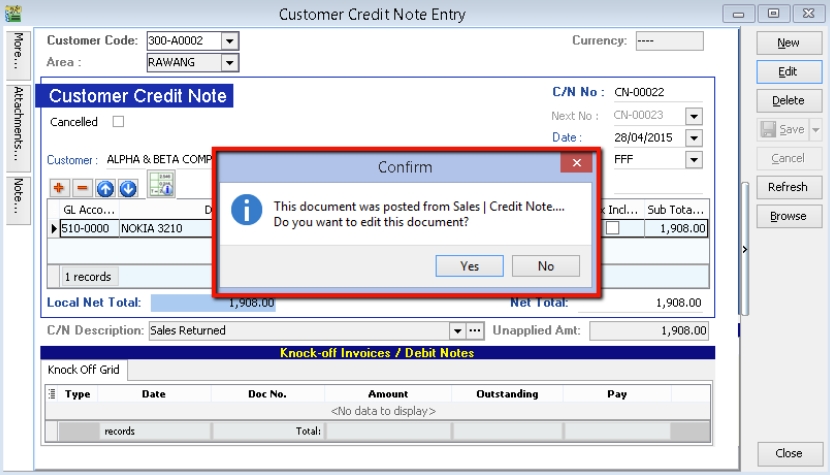 Customer Credit Note Entry
More...
Attachments...
Note...
Customer Code: 300-A0002
Currency: ----
Area : RAWANG
Customer Credit Note
C/N No : CN-00022
Cancelled
Next No : CN-00023
Date : 28/04/2015
FFF
Customer : ALPHA & BETA COMP
Confirm
This document was posted from Sales | Credit Note....
Do you want to edit this document?
Yes No
GL Acco... D Incl... Sub Tota...
510-0000 NOKIA 3210 1,908.00
1 records
Local Net Total: 1,908.00 Net Total: 1,908.00
C/N Description: Sales Returned Unapplied Amt: 1,908.00
Knock-off Invoices / Debit Notes
Knock Off Grid
Type Date Doc No. Amount Outstanding Pay
<No data to display>
records Total:
New
Edit
Delete
Save
Cancel
Refresh
Browse
Close